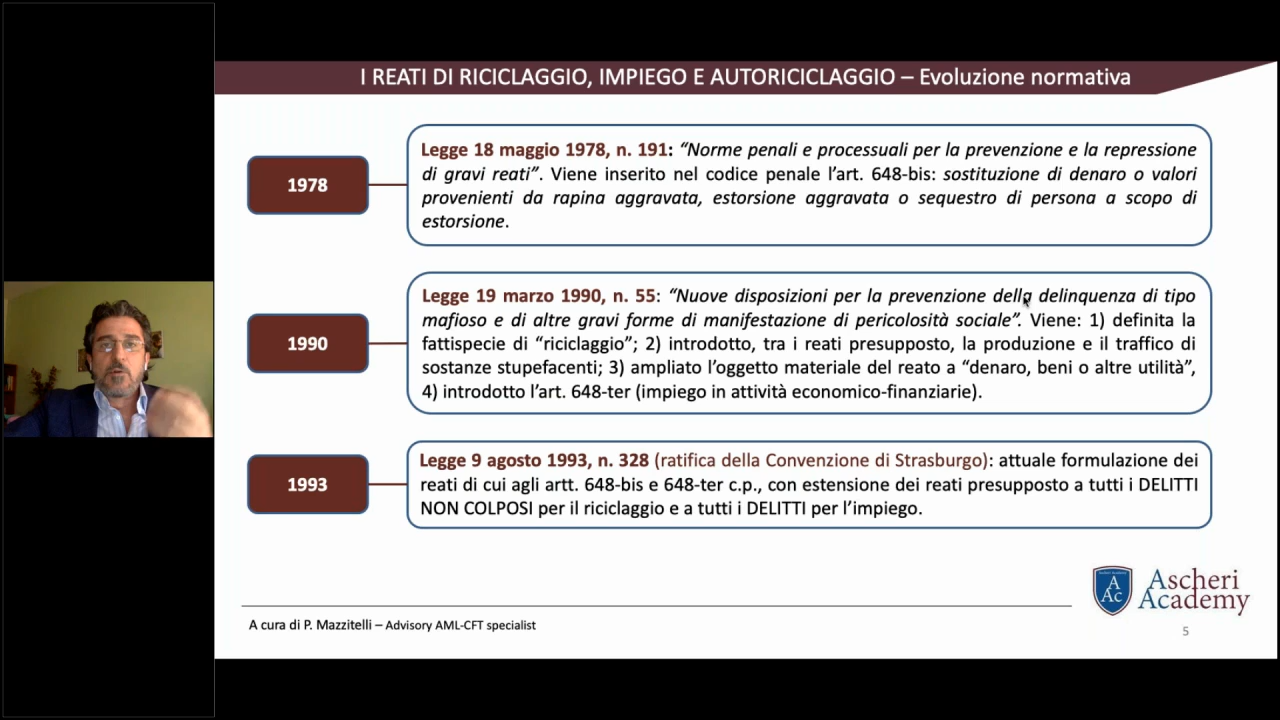 I REATI DI RICICLAGGIO, IMPIEGO E AUTORICICLAGGIO – Evoluzione normativa
1978
Legge 18 maggio 1978, n. 191: “Norme penali e processuali per la prevenzione e la repressione
di gravi reati”. Viene inserito nel codice penale l’art. 648-bis: sostituzione di denaro o valori
provenienti da rapina aggravata, estorsione aggravata o sequestro di persona a scopo di
estorsione.
1990
Legge 19 marzo 1990, n. 55: “Nuove disposizioni per la prevenzione della delinquenza di tipo
mafioso e di altre gravi forme di manifestazione di pericolosità sociale”. Viene: 1) definita la
fattispecie di “riciclaggio”; 2) introdotto, tra i reati presupposto, la produzione e il traffico di
sostanze stupefacenti; 3) ampliato l’oggetto materiale del reato a “denaro, beni o altre utilità”,
4) introdotto l’art. 648-ter (impiego in attività economico-finanziarie).
1993
Legge 9 agosto 1993, n. 328 (ratifica della Convenzione di Strasburgo): attuale formulazione dei
reati di cui agli artt. 648-bis e 648-ter c.p., con estensione dei reati presupposto a tutti i DELITTI
NON COLPOSI per il riciclaggio e a tutti i DELITTI per l’impiego.
A
Ac
Ascheri
Academy
A cura di P. Mazzitelli – Advisory AML-CFT specialist
5